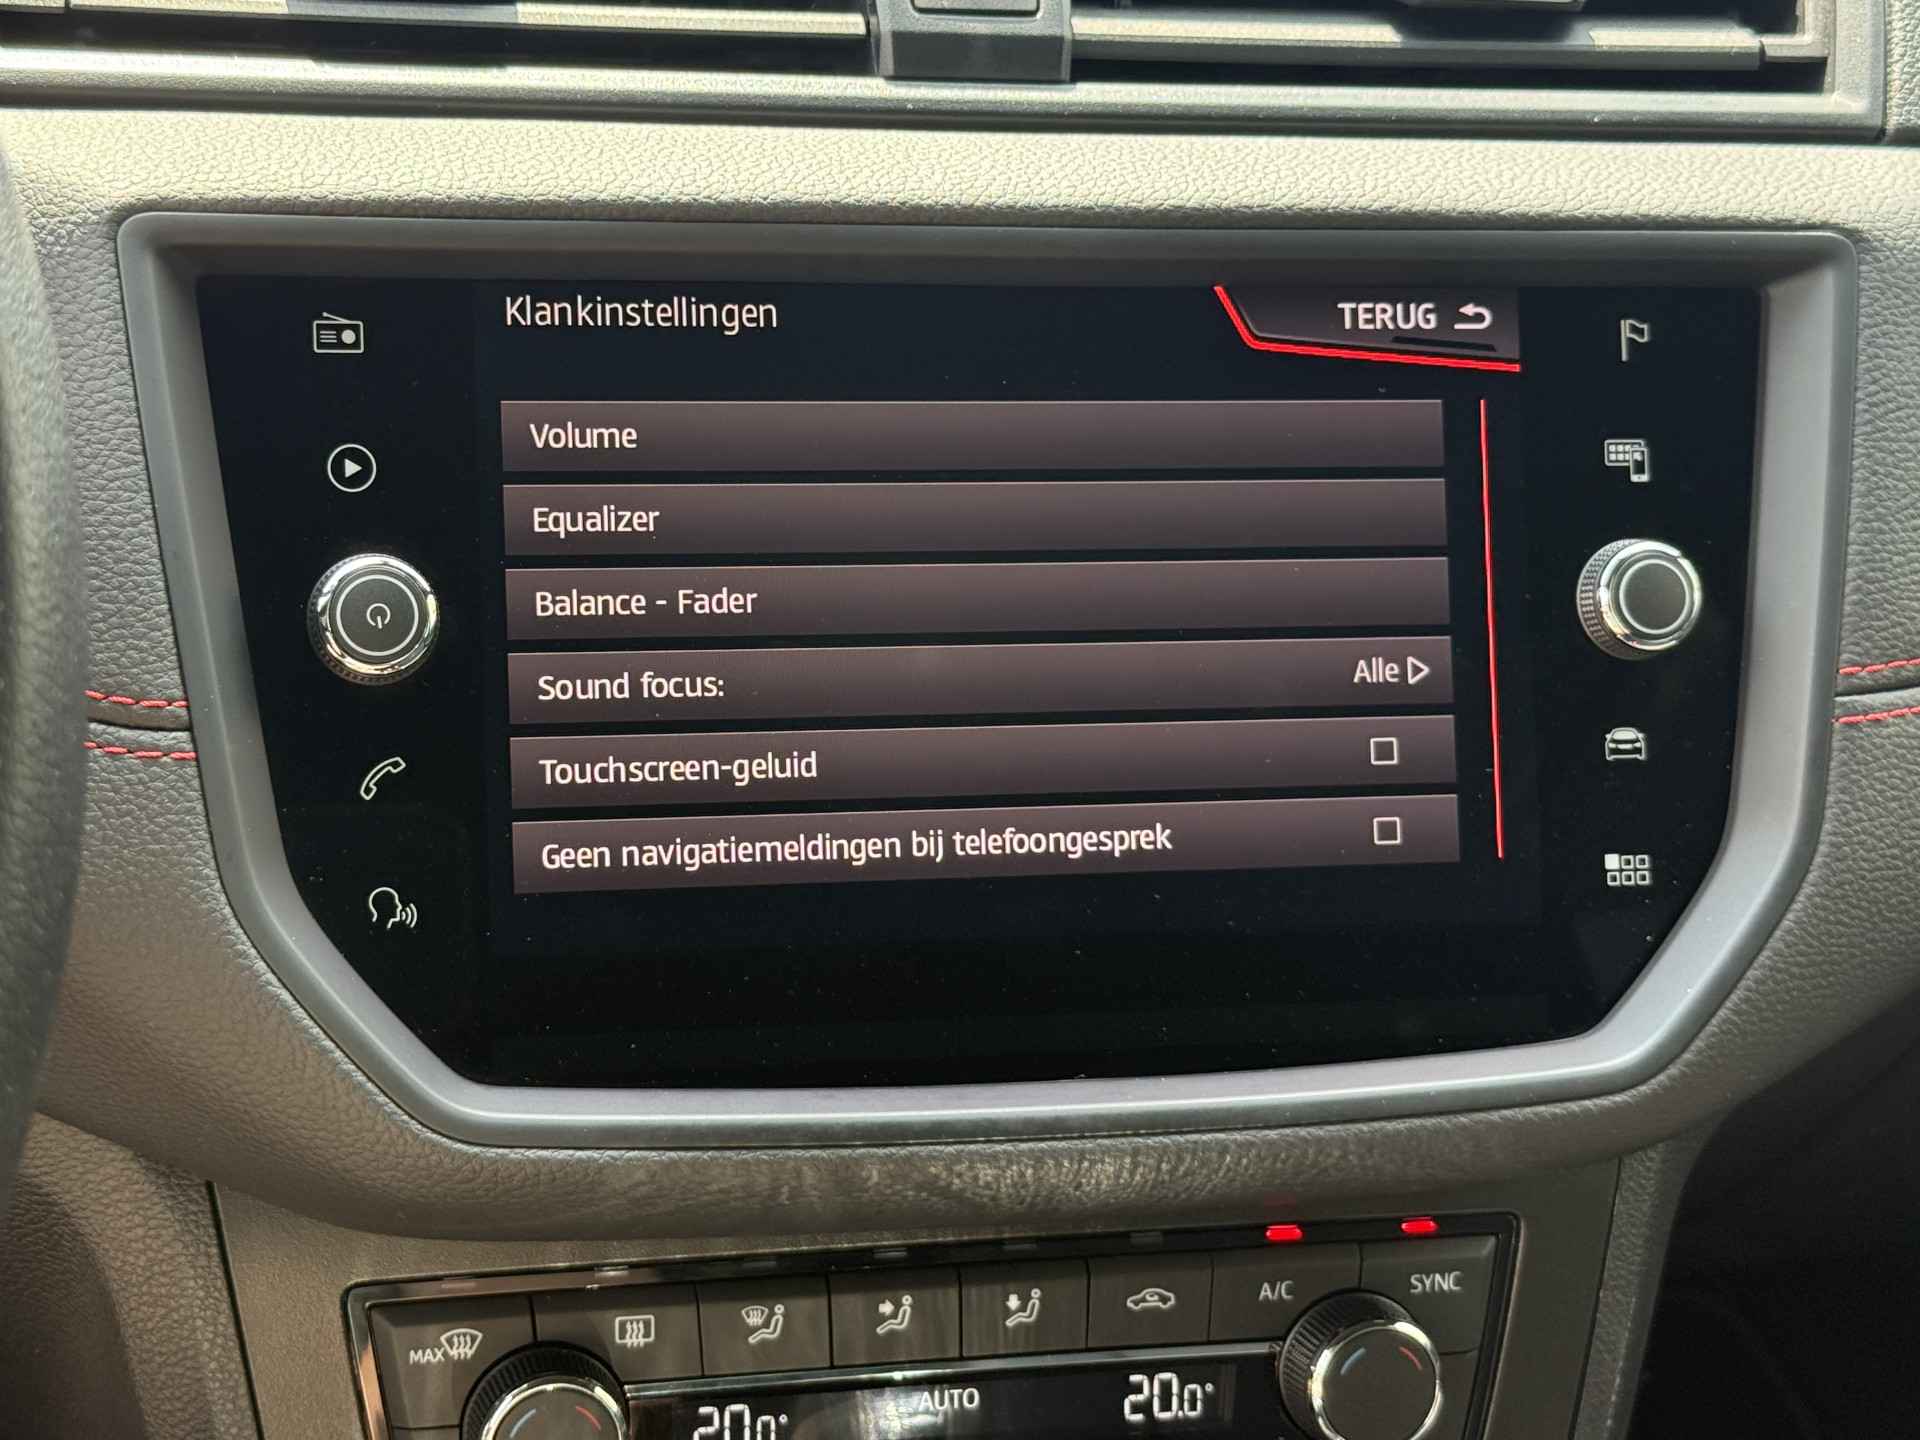 Klankinstellingen
TERUG
Volume
Equalizer
Balance - Fader
Sound focus: Alle
Touchscreen-geluid
Geen navigatiemeldingen bij telefoongesprek
MAX A/C SYNC
20.0° AUTO 20.0°